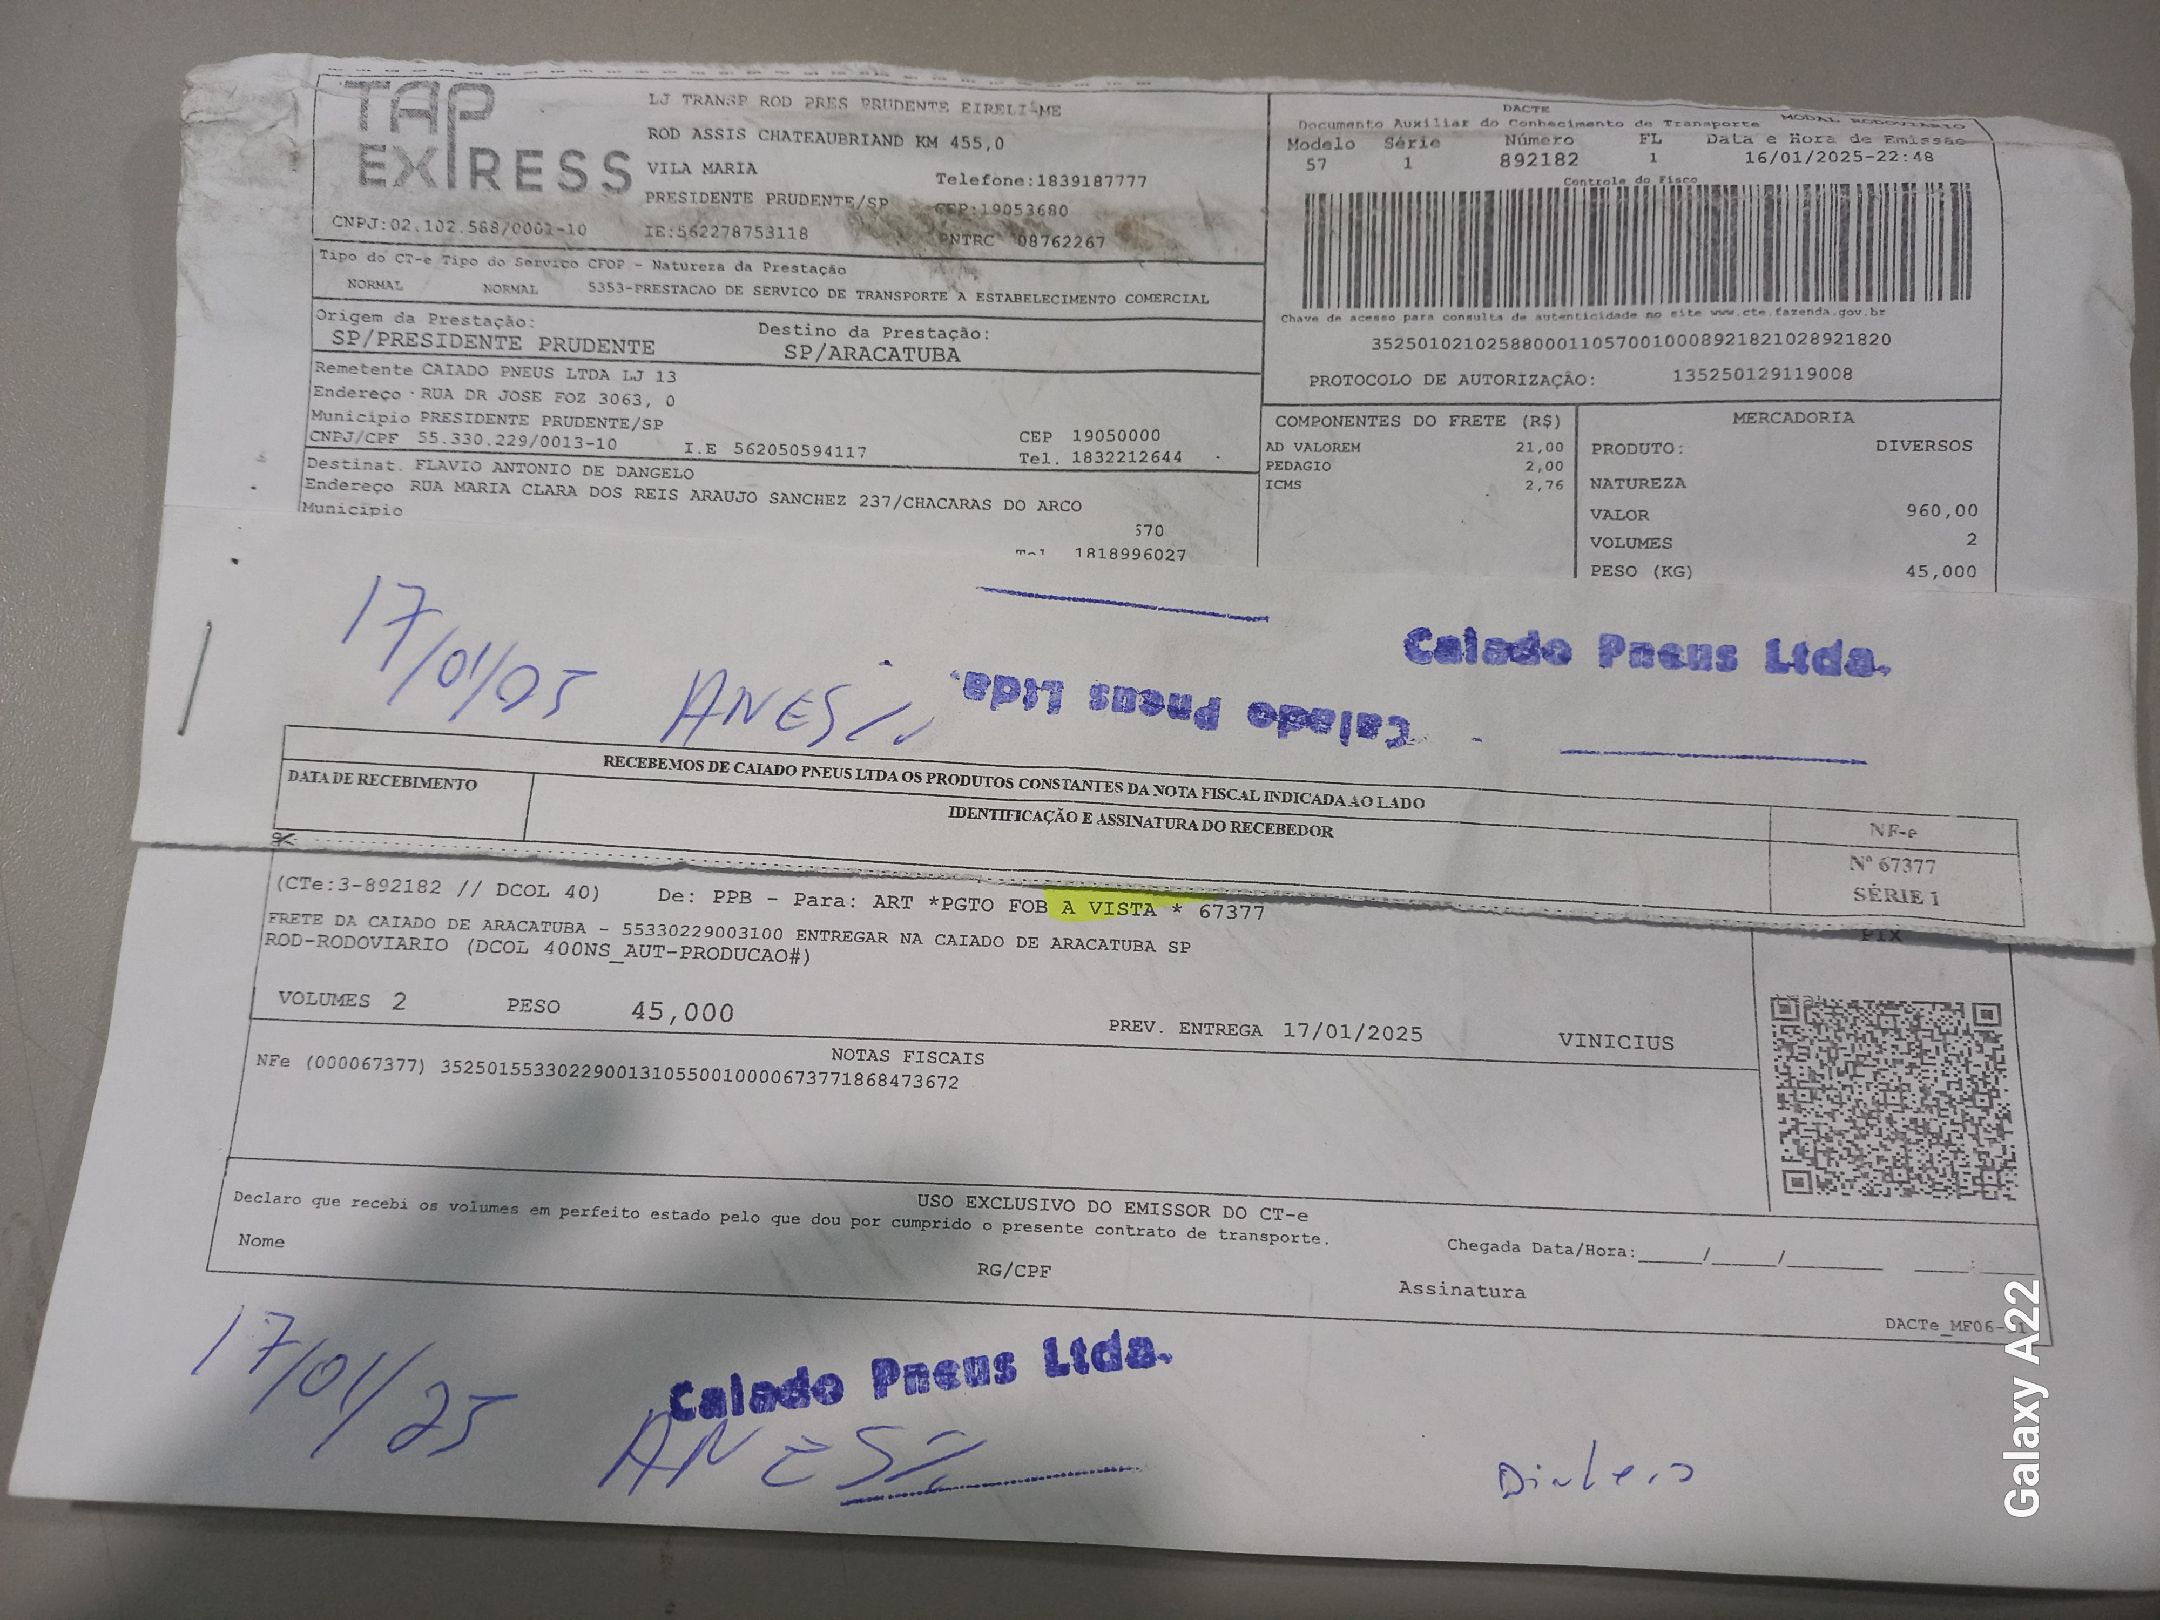 TAP
EXPRESS
LJ TRANSP ROD PRES PRUDENTE EIRELI-ME
ROD ASSIS CHATEAUBRIAND KM 455,0
VILA MARIA
Telefone:1839187777
PRESIDENTE PRUDENTE/SP
CEP:19053680
CNPJ:02.102.588/0001-10
IE:562278753118
RNTRC 08762267
DACTE
MODAL RODOVIARIO
Documento Auxiliar do Conhecimento de Transporte
Modelo Série Número FL Data e Hora de Emissão
57 1 892182 1 16/01/2025-22:48
Controle do Fisco
Chave de acesso para consulta de autenticidade no site www.cte.fazenda.gov.br
35250102102588000110570010008921821028921820
PROTOCOLO DE AUTORIZAÇÃO: 135250129119008
Tipo do CT-e Tipo do Serviço CFOP - Natureza da Prestação
NORMAL NORMAL 5353-PRESTACAO DE SERVICO DE TRANSPORTE A ESTABELECIMENTO COMERCIAL
Origem da Prestação: Destino da Prestação:
SP/PRESIDENTE PRUDENTE SP/ARACATUBA
Remetente CAIADO PNEUS LTDA LJ 13
Endereço RUA DR JOSE FOZ 3063, 0
Municipio PRESIDENTE PRUDENTE/SP
CEP 19050000
CNPJ/CPF 55.330.229/0013-10 I.E 562050594117 Tel. 1832212644
Destinat. FLAVIO ANTONIO DE DANGELO
Endereço RUA MARIA CLARA DOS REIS ARAUJO SANCHEZ 237/CHACARAS DO ARCO
Municipio
570
1818996027
COMPONENTES DO FRETE (R$)
AD VALOREM 21,00
PEDAGIO 2,00
ICMS 2,76
MERCADORIA
PRODUTO: DIVERSOS
NATUREZA
VALOR 960,00
VOLUMES 2
PESO (KG) 45,000
17/01/25
Caiado Pneus Ltda.
Caiado Pneus Ltda.
RECEBEMOS DE CAIADO PNEUS LTDA OS PRODUTOS CONSTANTES DA NOTA FISCAL INDICADA AO LADO
DATA DE RECEBIMENTO
IDENTIFICAÇÃO E ASSINATURA DO RECEBEDOR
NF-e
Nº 67377
SÉRIE 1
(CTe:3-892182 // DCOL 40) De: PPB - Para: ART *PGTO FOB A VISTA * 67377
FRETE DA CAIADO DE ARACATUBA - 55330229003100 ENTREGAR NA CAIADO DE ARACATUBA SP
ROD-RODOVIARIO (DCOL 400NS_AUT-PRODUCAO#)
PIX
VOLUMES 2 PESO 45,000
PREV. ENTREGA 17/01/2025 VINICIUS
NOTAS FISCAIS
NFe (000067377) 35250155330229001310550010000673771868473672
USO EXCLUSIVO DO EMISSOR DO CT-e
Declaro que recebi os volumes em perfeito estado pelo que dou por cumprido o presente contrato de transporte.
Nome
RG/CPF
Chegada Data/Hora:_____/_____/_______ ____:____
Assinatura
17/01/25
Caiado Pneus Ltda.
Galaxy A22